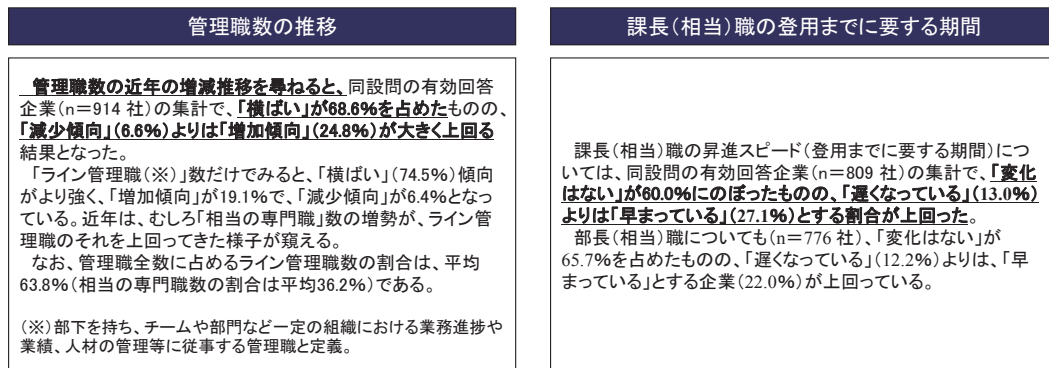 管理職数の推移
管理職数の近年の増減推移を尋ねると、同設問の有効回答
企業(n＝914 社)の集計で、「横ばい」が68.6%を占めたものの、
「減少傾向」(6.6%)よりは「増加傾向」(24.8%)が大きく上回る
結果となった。
「ライン管理職(※)」数だけでみると、「横ばい」(74.5%)傾向
がより強く、「増加傾向」が19.1%で、「減少傾向」が6.4%となっ
ている。近年は、むしろ「相当の専門職」数の増勢が、ライン管
理職のそれを上回ってきた様子が窺える。
なお、管理職全数に占めるライン管理職数の割合は、平均
63.8%(相当の専門職数の割合は平均36.2%)である。
(※)部下を持ち、チームや部門など一定の組織における業務進捗や
業績、人材の管理等に従事する管理職と定義。
課長(相当)職の登用までに要する期間
課長(相当)職の昇進スピード(登用までに要する期間)につ
いては、同設問の有効回答企業(n＝809 社)の集計で、「変化
はない」が60.0%にのぼったものの、「遅くなっている」(13.0%)
よりは「早まっている」(27.1%)とする割合が上回った。
部長(相当)職についても(n＝776 社)、「変化はない」が
65.7%を占めたものの、「遅くなっている」(12.2%)よりは、「早
まっている」とする企業(22.0%)が上回っている。